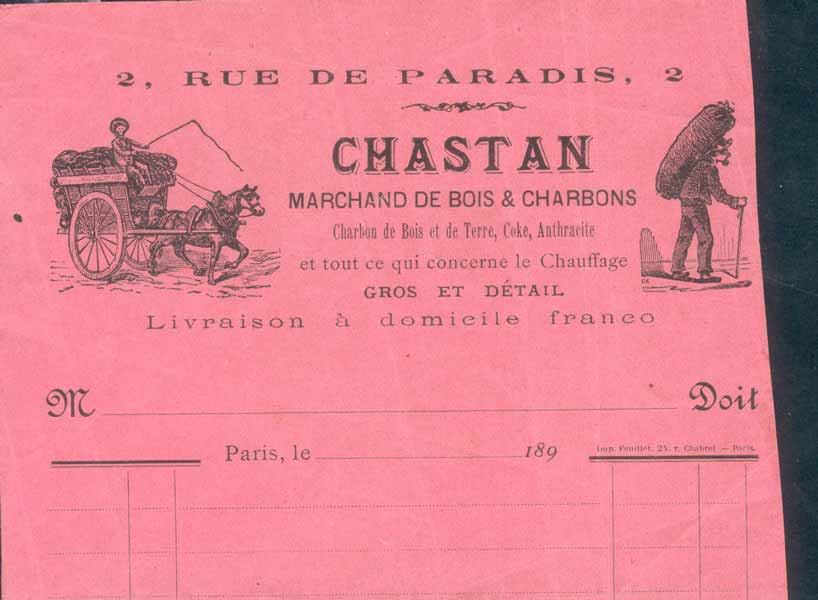 2, RUE DE PARADIS, 2
CHASTAN
MARCHAND DE BOIS & CHARBONS
Charbon de Bois et de Terre, Coke, Anthracite
et tout ce qui concerne le Chauffage
GROS ET DÉTAIL
Livraison à domicile franco
M Doit
Paris, le 189
Imp. Feuillet, 25, r. Chabrol — Paris.